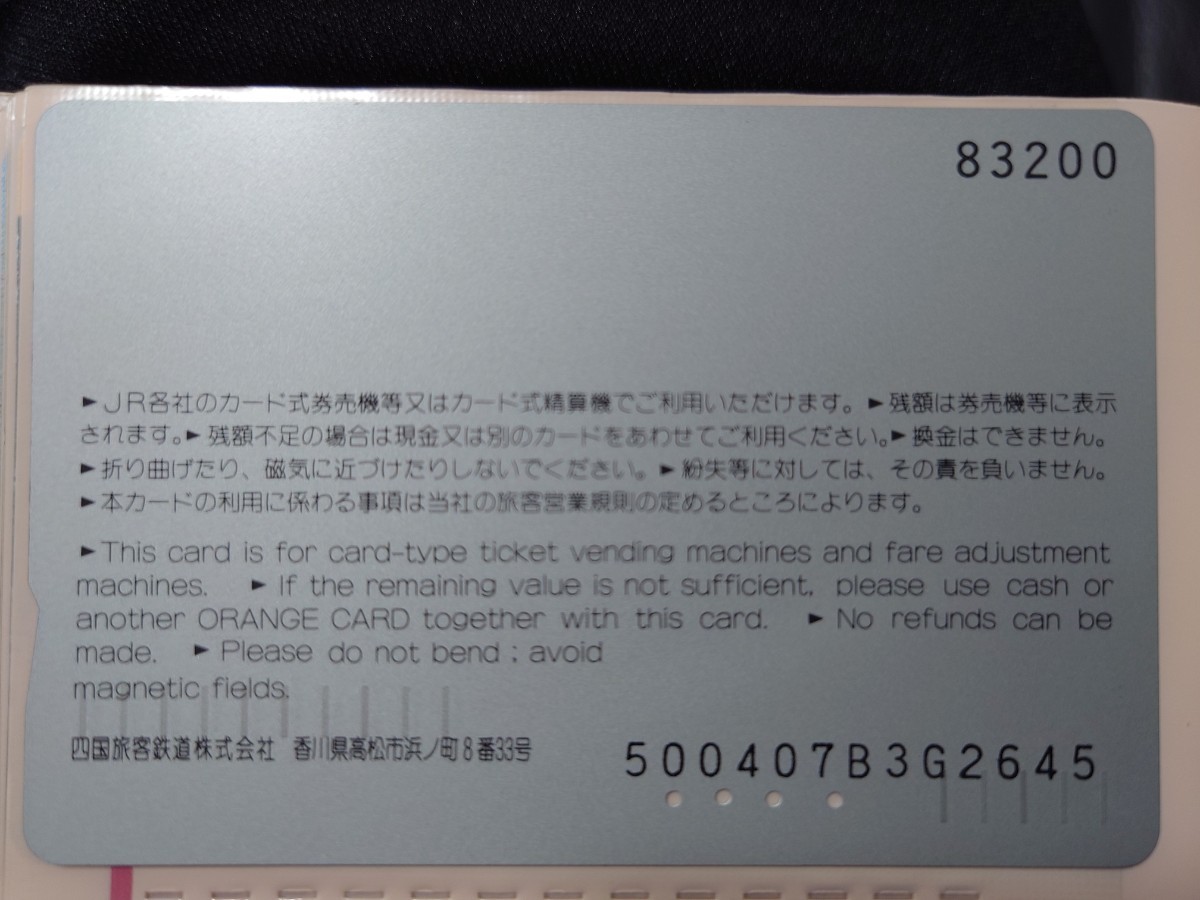 83200
►JR各社のカード式券売機等又はカード式精算機でご利用いただけます。►残額は券売機等に表示
されます。►残額不足の場合は現金又は別のカードをあわせてご利用ください。►換金はできません。
►折り曲げたり、磁気に近づけたりしないでください。►紛失等に対しては、その責を負いません。
►本カードの利用に係わる事項は当社の旅客営業規則の定めるところによります。
►This card is for card-type ticket vending machines and fare adjustment
machines. ►If the remaining value is not sufficient, please use cash or
another ORANGE CARD together with this card. ►No refunds can be
made. ►Please do not bend ; avoid
magnetic fields.
四国旅客鉄道株式会社 香川県高松市浜ノ町8番33号
500407B3G2645